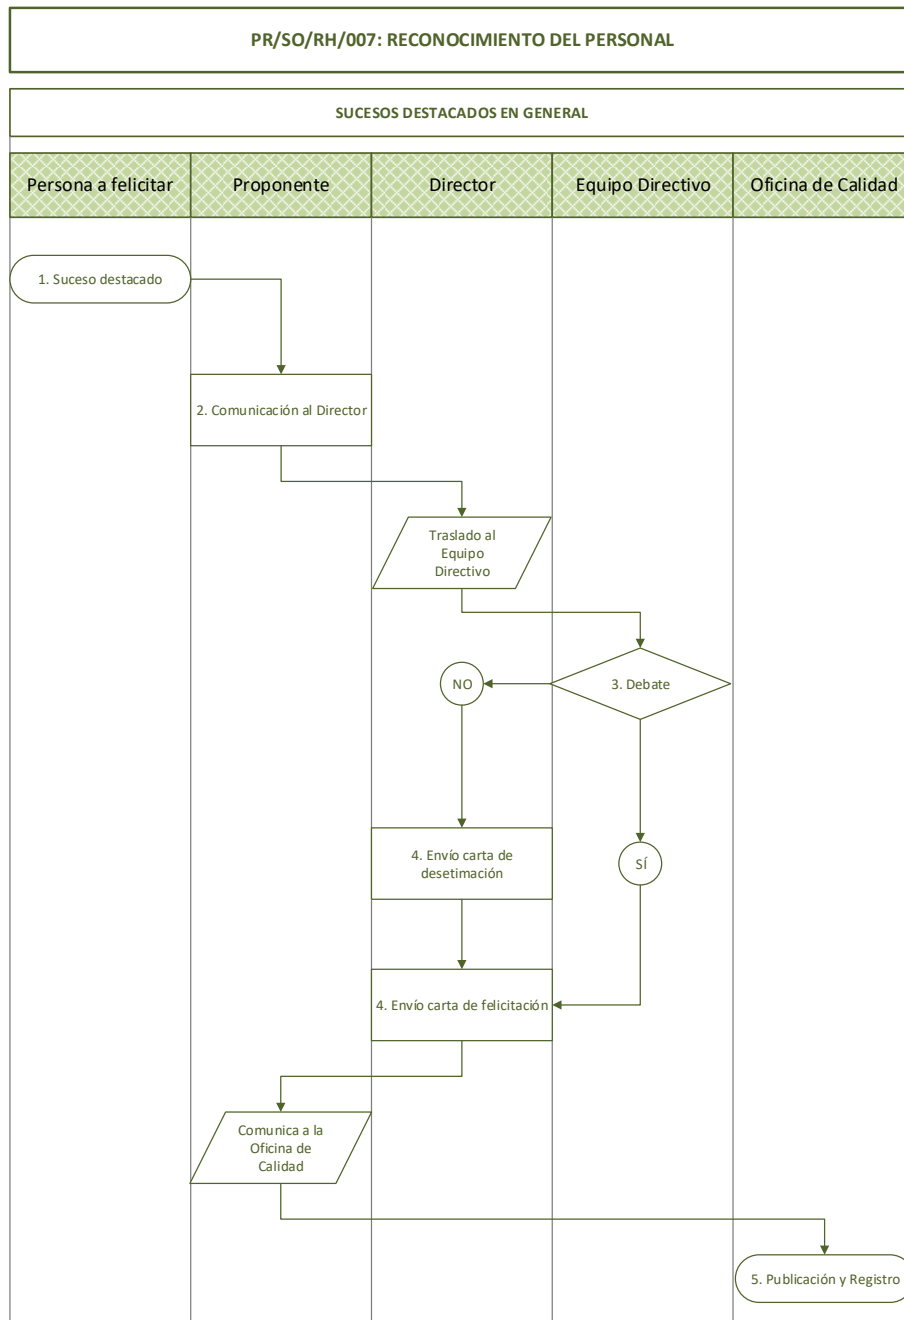 PR/SO/RH/007: RECONOCIMIENTO DEL PERSONAL
SUCESOS DESTACADOS EN GENERAL
Persona a felicitar
Proponente
Director
Equipo Directivo
Oficina de Calidad
1. Suceso destacado
2. Comunicación al Director
Traslado al
Equipo
Directivo
NO
3. Debate
4. Envío carta de
desetimación
SÍ
4. Envío carta de felicitación
Comunica a la
Oficina de
Calidad
5. Publicación y Registro